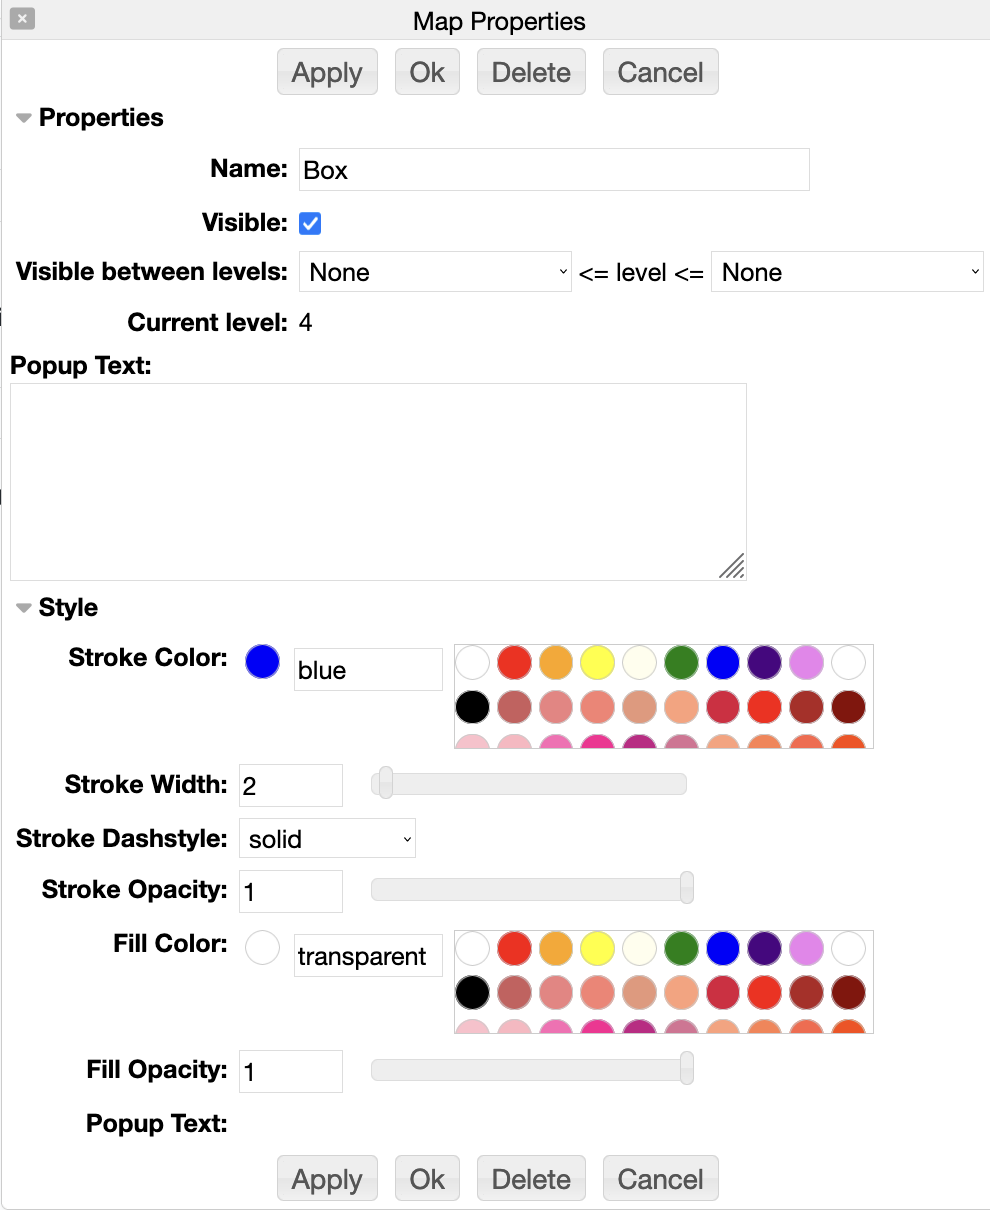 Map Properties
Apply Ok Delete Cancel
Properties
Name: Box
Visible:
Visible between levels: None <= level <= None
Current level: 4
Popup Text:
Style
Stroke Color: blue
Stroke Width: 2
Stroke Dashstyle: solid
Stroke Opacity: 1
Fill Color: transparent
Fill Opacity: 1
Popup Text:
Apply Ok Delete Cancel